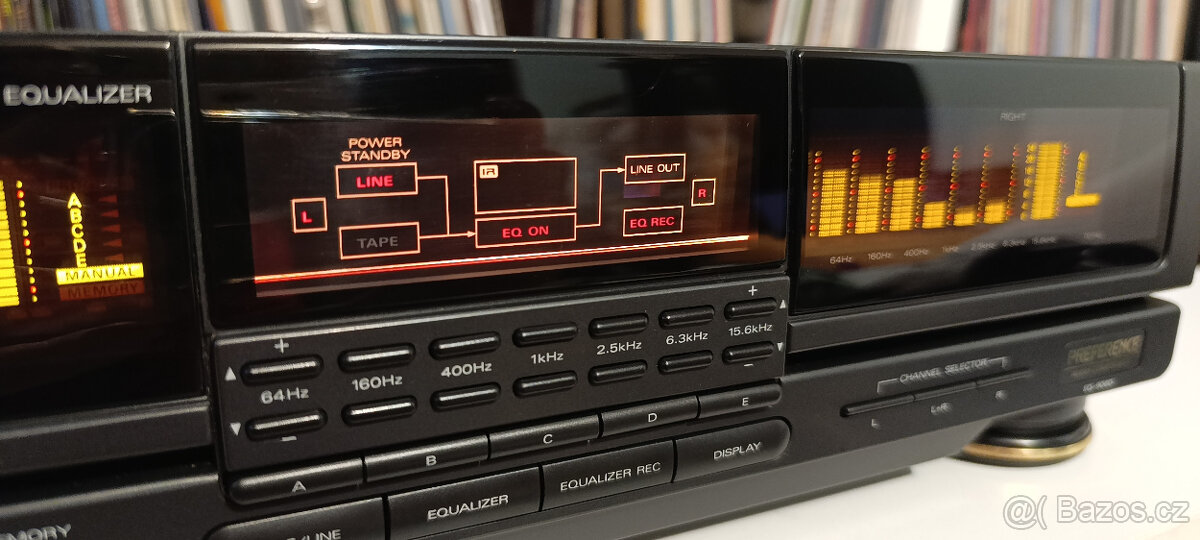 EQUALIZER
A
B
C
D
E
MANUAL
MEMORY
POWER
STANDBY
LINE
L
TAPE
IR
EQ ON
LINE OUT
R
EQ REC
RIGHT
64Hz 160Hz 400Hz 1kHz 2.5kHz 6.3kHz 15.6kHz
+ +
64Hz 160Hz 400Hz 1kHz 2.5kHz 6.3kHz 15.6kHz
- -
A B C D E
EQUALIZER EQUALIZER REC DISPLAY
/LINE
CHANNEL SELECTOR
L L+R R
PREFERENCE
@( Bazos.cz